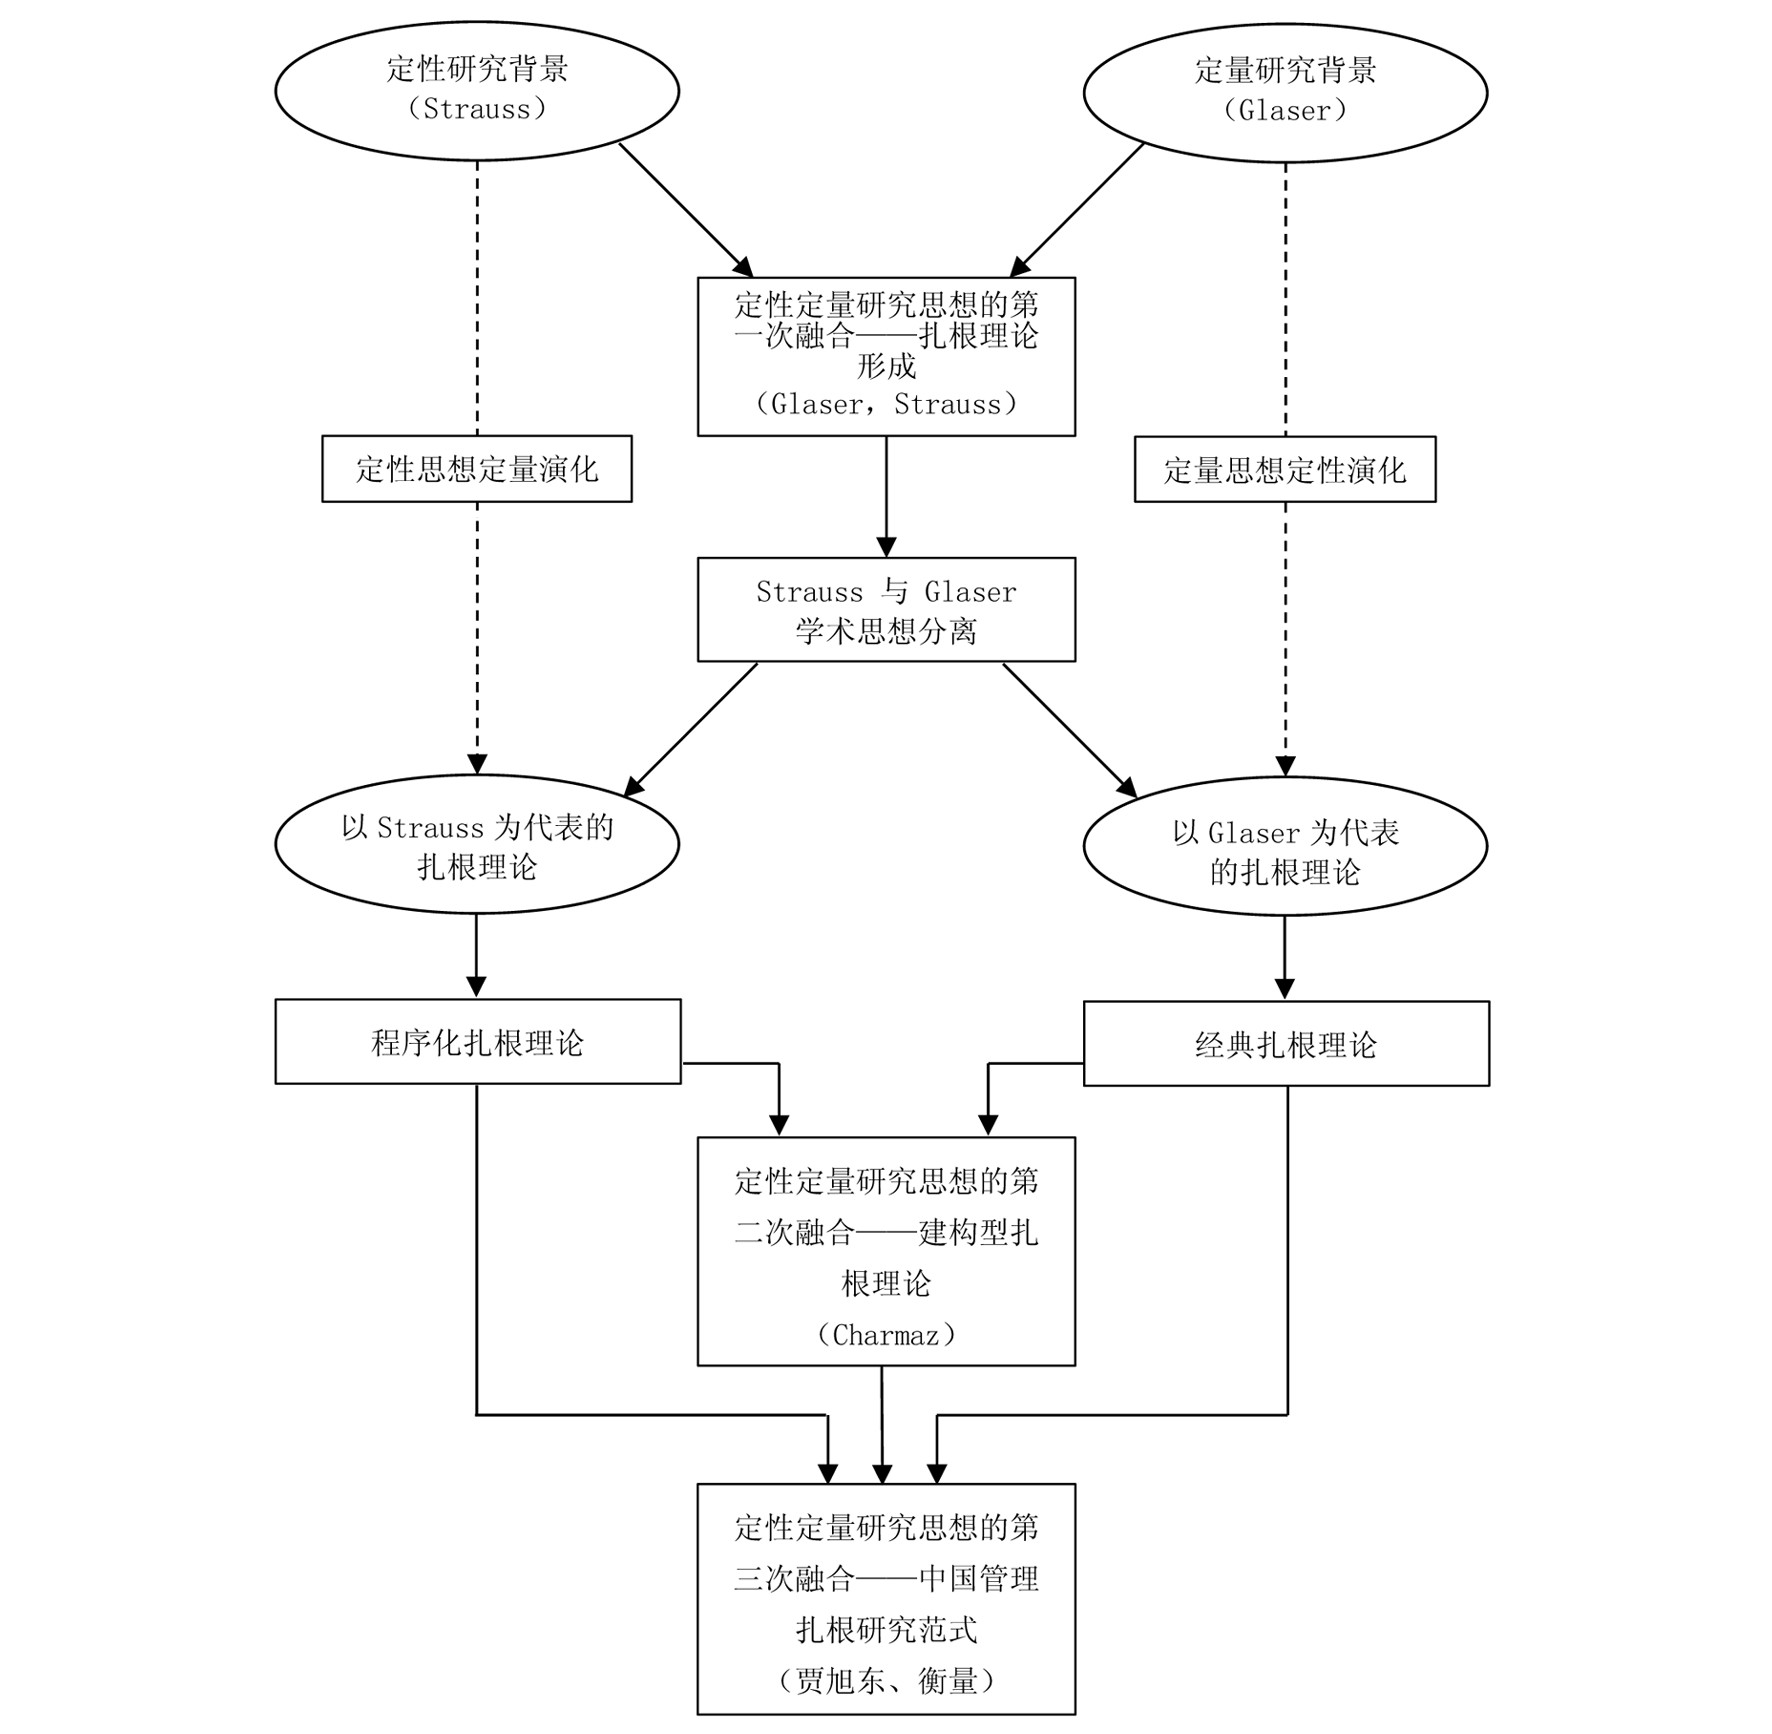 定性研究背景
（Strauss）
定量研究背景
（Glaser）
定性定量研究思想的第
一次融合——扎根理论
形成
（Glaser，Strauss）
定性思想定量演化
定量思想定性演化
Strauss 与 Glaser
学术思想分离
以 Strauss 为代表的
扎根理论
以 Glaser 为代表
的扎根理论
程序化扎根理论
经典扎根理论
定性定量研究思想的第
二次融合——建构型扎
根理论
（Charmaz）
定性定量研究思想的第
三次融合——中国管理
扎根研究范式
（贾旭东、衡量）